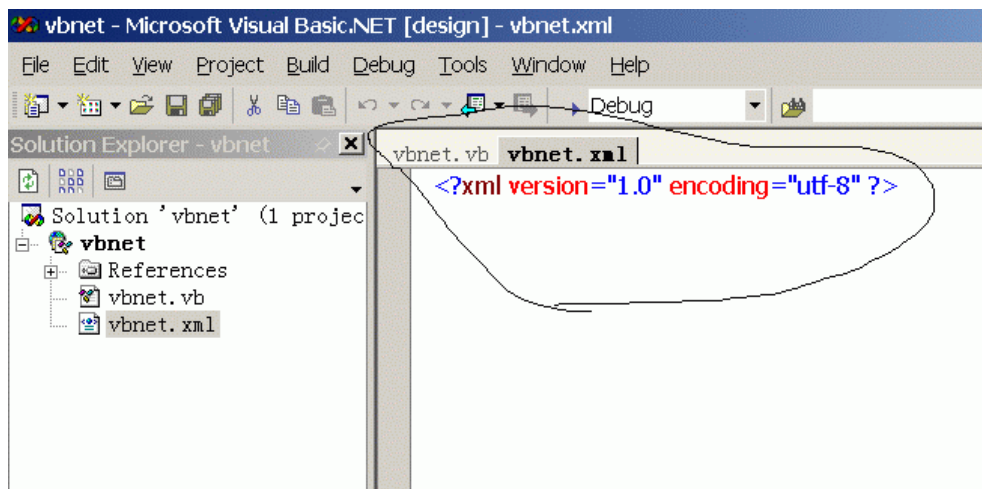 vbnet - Microsoft Visual Basic.NET [design] - vbnet.xml
File Edit View Project Build Debug Tools Window Help
Debug
Solution Explorer - vbnet
vbnet.vb vbnet.xml
<?xml version="1.0" encoding="utf-8" ?>
Solution 'vbnet' (1 projec
vbnet
References
vbnet.vb
vbnet.xml